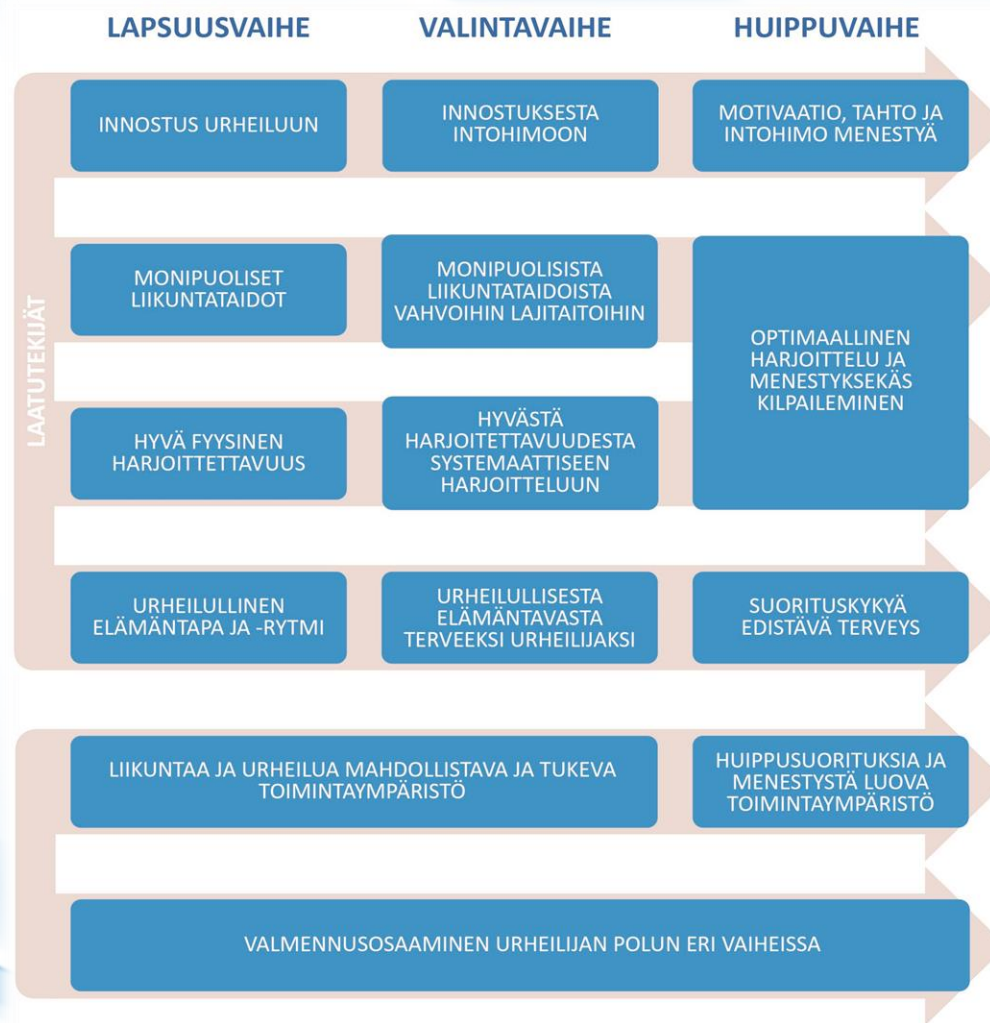 LAPSUUSVAIHE
VALINTAVAIHE
HUIPPUVAIHE
LAATUTEKIJÄT
INNOSTUS URHEILUUN
INNOSTUKSESTA
INTOHIMOON
MOTIVAATIO, TAHTO JA
INTOHIMO MENESTYÄ
MONIPUOLISET
LIIKUNTATAIDOT
MONIPUOLISISTA
LIIKUNTATAIDOISTA
VAHVOIHIN LAJITAITOIHIN
OPTIMAALLINEN
HARJOITTELU JA
MENESTYKSEKÄS
KILPAILEMINEN
HYVÄ FYYSINEN
HARJOITTETTAVUUS
HYVÄSTÄ
HARJOITETTAVUUDESTA
SYSTEMAATTISEEN
HARJOITTELUUN
URHEILULLINEN
ELÄMÄNTAPA JA -RYTMI
URHEILULLISESTA
ELÄMÄNTAVASTA
TERVEEKSI URHEILIJAKSI
SUORITUSKYKYÄ
EDISTÄVÄ TERVEYS
LIIKUNTAA JA URHEILUA MAHDOLLISTAVA JA TUKEVA
TOIMINTAYMPÄRISTÖ
HUIPPUSUORITUKSIA JA
MENESTYSTÄ LUOVA
TOIMINTAYMPÄRISTÖ
VALMENNUSOSAAMINEN URHEILIJAN POLUN ERI VAIHEISSA